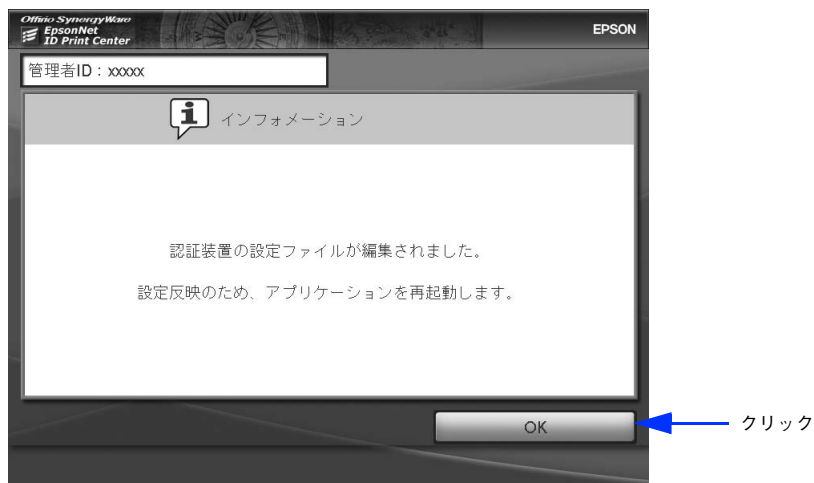 Offirio SynergyWare
EpsonNet
ID Print Center
EPSON
管理者ID：xxxxx
インフォメーション
認証装置の設定ファイルが編集されました。
設定反映のため、アプリケーションを再起動します。
OK
クリック